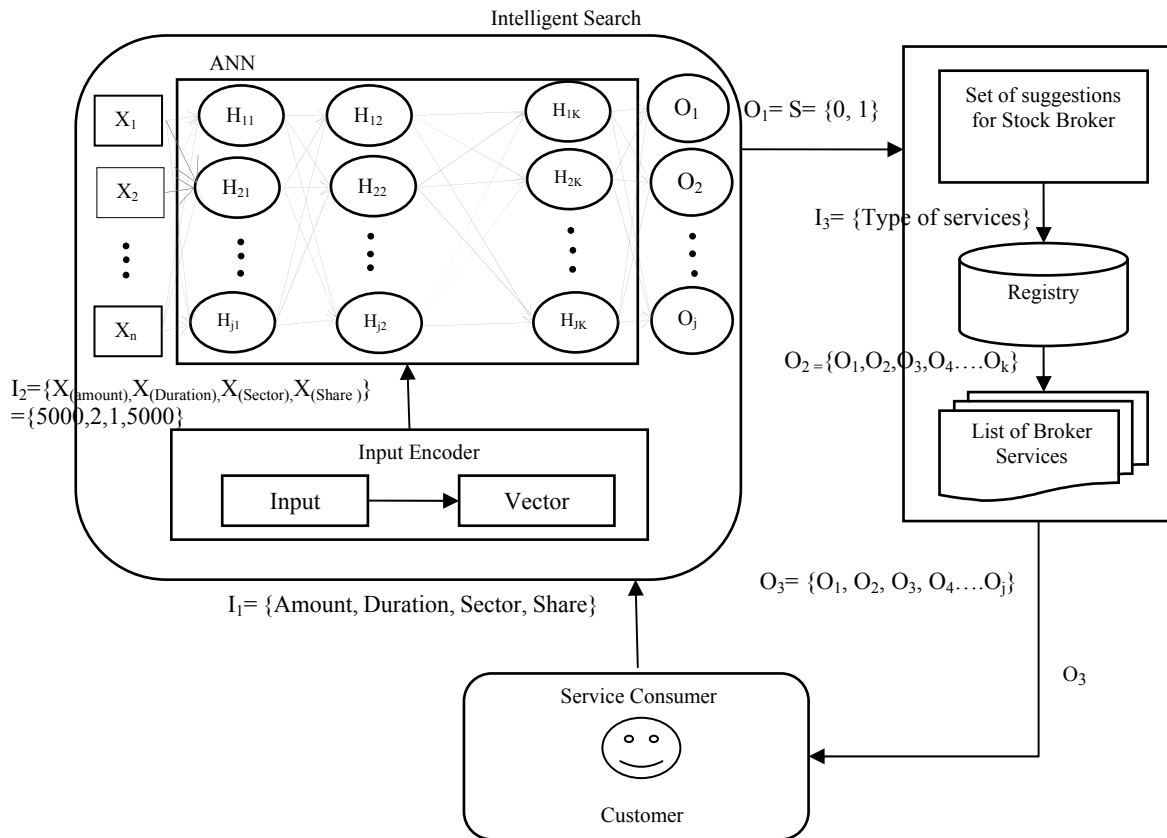 Intelligent Search
ANN
X1
X2
Xn
H11
H21
Hj1
H12
H22
Hj2
H1K
H2K
HJK
O1
O2
Oj
O1= S= {0, 1}
Set of suggestions
for Stock Broker
I3= {Type of services}
Registry
O2 ={O1,O2,O3,O4….Ok}
List of Broker
Services
I2={X(amount),X(Duration),X(Sector),X(Share )}
={5000,2,1,5000}
Input Encoder
Input
Vector
O3= {O1, O2, O3, O4….Oj}
I1= {Amount, Duration, Sector, Share}
O3
Service Consumer
Customer